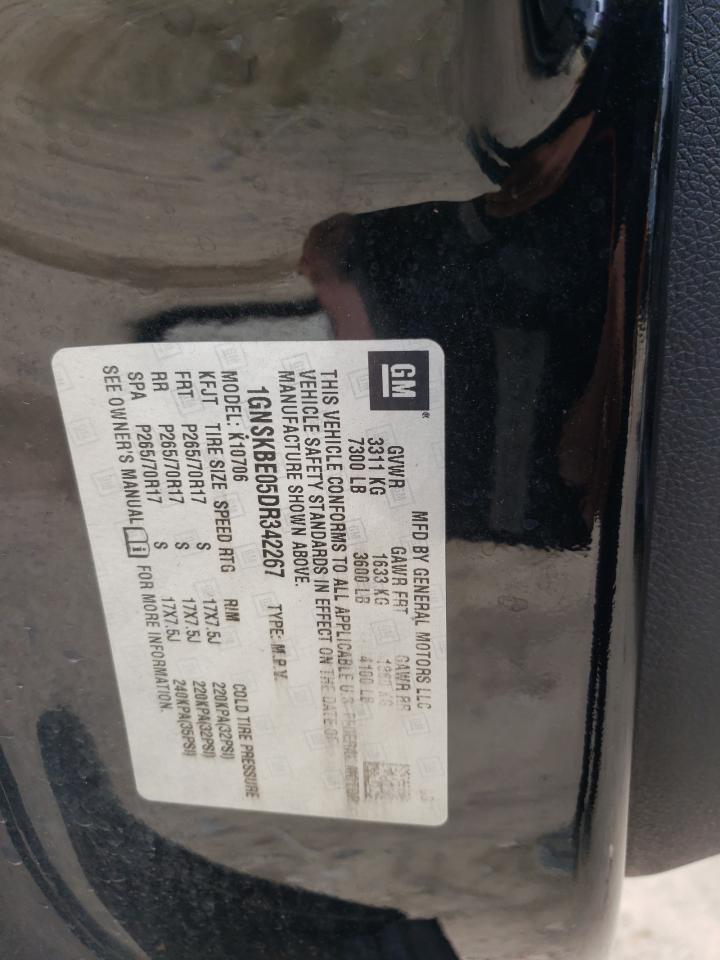 GM®
MFD BY GENERAL MOTORS LLC
GVWR GAWR FRT GAWR RR
3311 KG 1633 KG 1860 KG
7300 LB 3600 LB 4100 LB
THIS VEHICLE CONFORMS TO ALL APPLICABLE U.S. FEDERAL MOTOR
VEHICLE SAFETY STANDARDS IN EFFECT ON THE DATE OF
MANUFACTURE SHOWN ABOVE.
1GNSKBE05DR342267 TYPE: M.P.V.
MODEL: K10706
KFJT TIRE SIZE SPEED RTG RIM COLD TIRE PRESSURE
FRT P265/70R17 S 17X7.5J 220KPA(32PSI)
RR P265/70R17 S 17X7.5J 220KPA(32PSI)
SPA P265/70R17 S 17X7.5J 240KPA(35PSI)
SEE OWNER'S MANUAL FOR MORE INFORMATION.